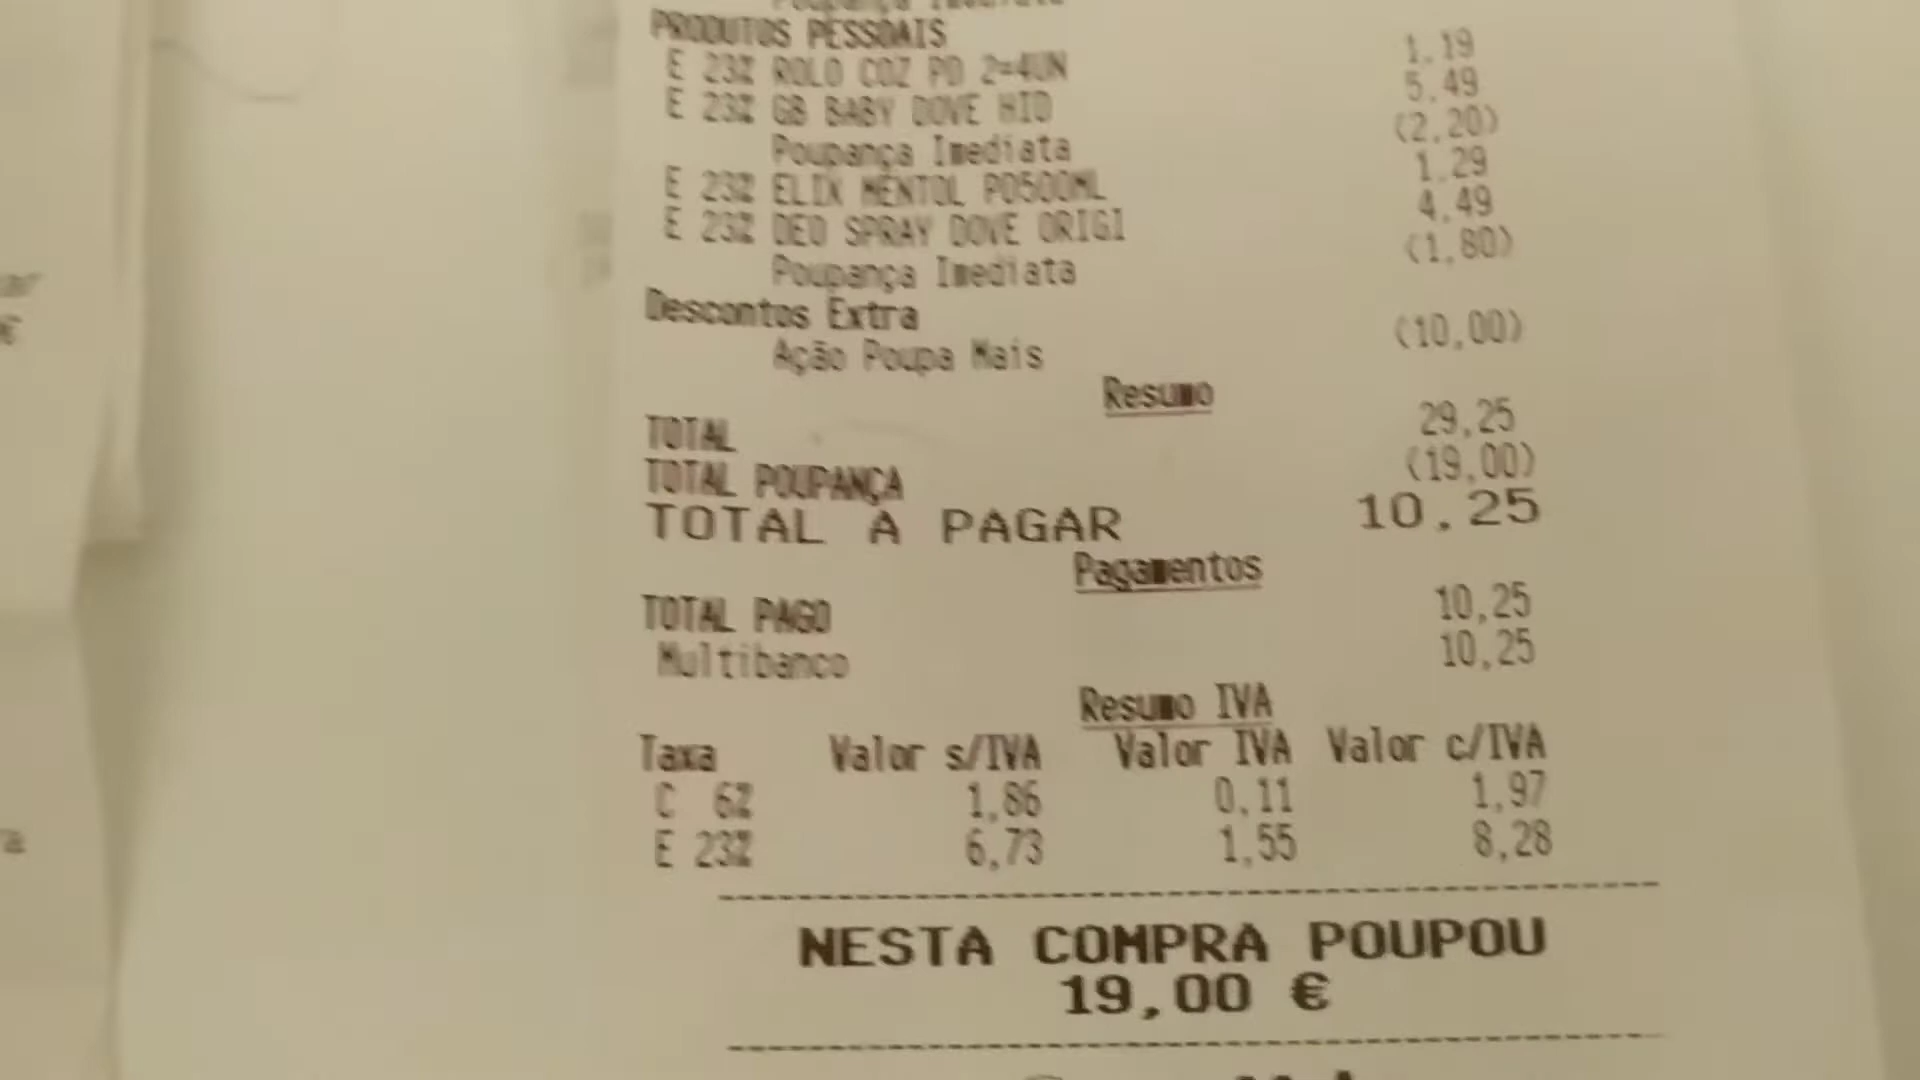 Poupança Imediata
PRODUTOS PESSOAIS
E 23% ROLO COZ PD 2=4UN 1,19
E 23% GB BABY DOVE HID 5,49
Poupança Imediata (2,20)
E 23% ELIX MENTOL PD500ML 1,29
E 23% DEO SPRAY DOVE ORIGI 4,49
Poupança Imediata (1,80)
Descontos Extra
Ação Poupa Mais (10,00)
Resumo
TOTAL 29,25
TOTAL POUPANÇA (19,00)
TOTAL A PAGAR 10,25
Pagamentos
TOTAL PAGO 10,25
Multibanco 10,25
Resumo IVA
Taxa Valor s/IVA Valor IVA Valor c/IVA
C 6% 1,86 0,11 1,97
E 23% 6,73 1,55 8,28
NESTA COMPRA POUPOU
19,00 €